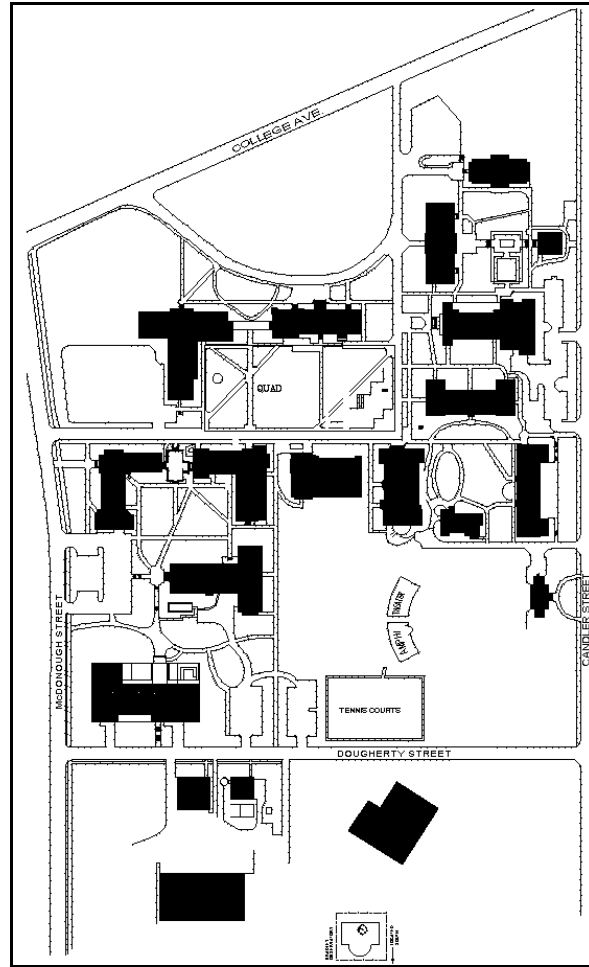 COLLEGE AVE.
QUAD
McDONOUGH STREET
CANDLER STREET
AMPHI
THEATER
TENNIS COURTS
DOUGHERTY STREET